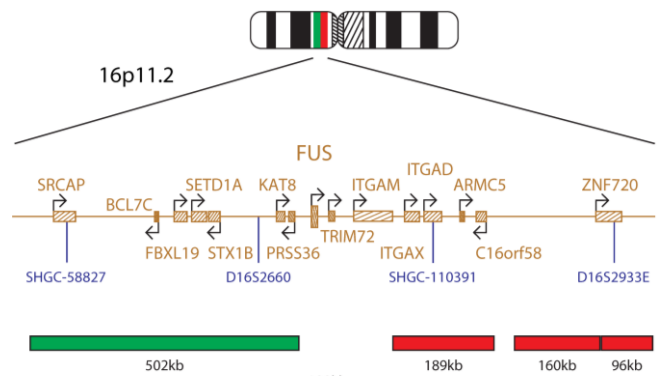 16p11.2
FUS
ITGAD
SRCAP SETD1A KAT8 ITGAM ARMC5 ZNF720
BCL7C
TRIM72
FBXL19 STX1B PRSS36 ITGAX C16orf58
SHGC-58827 D16S2660 SHGC-110391 D16S2933E
502kb 189kb 160kb 96kb